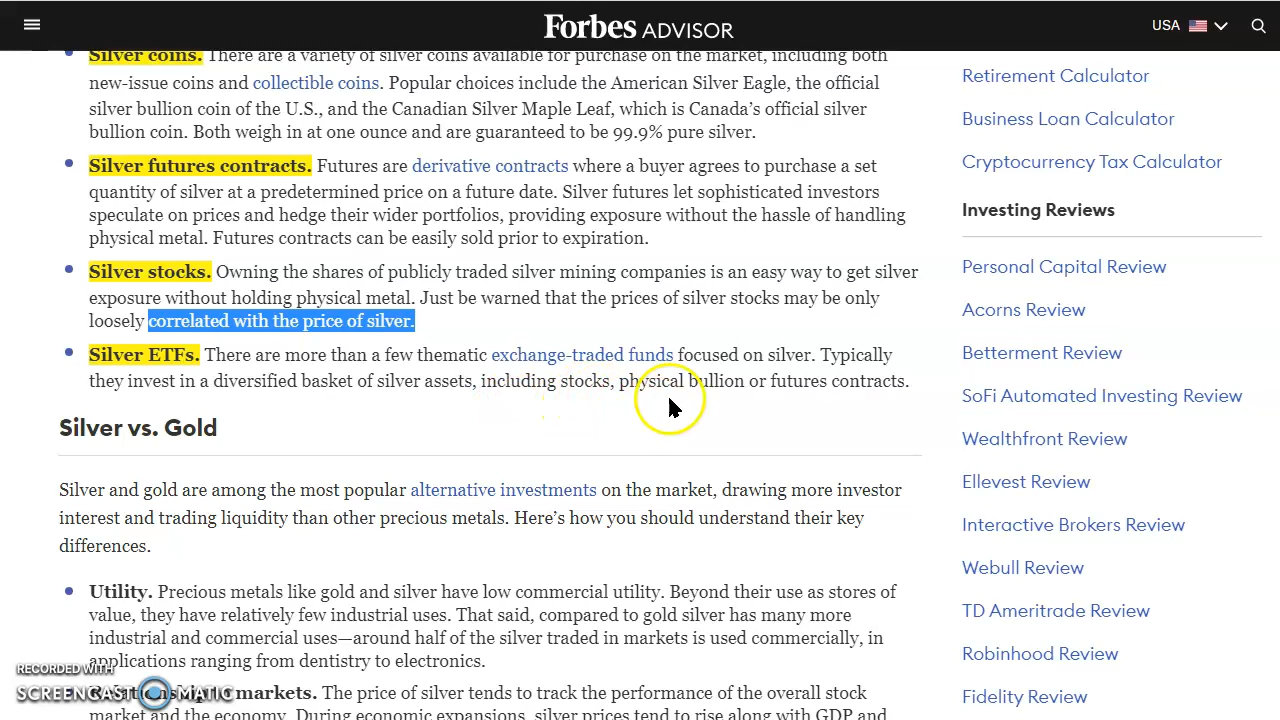 Forbes ADVISOR
USA
Silver coins. There are a variety of silver coins available for purchase on the market, including both
new-issue coins and collectible coins. Popular choices include the American Silver Eagle, the official
silver bullion coin of the U.S., and the Canadian Silver Maple Leaf, which is Canada’s official silver
bullion coin. Both weigh in at one ounce and are guaranteed to be 99.9% pure silver.
Silver futures contracts. Futures are derivative contracts where a buyer agrees to purchase a set
quantity of silver at a predetermined price on a future date. Silver futures let sophisticated investors
speculate on prices and hedge their wider portfolios, providing exposure without the hassle of handling
physical metal. Futures contracts can be easily sold prior to expiration.
Silver stocks. Owning the shares of publicly traded silver mining companies is an easy way to get silver
exposure without holding physical metal. Just be warned that the prices of silver stocks may be only
loosely correlated with the price of silver.
Silver ETFs. There are more than a few thematic exchange-traded funds focused on silver. Typically
they invest in a diversified basket of silver assets, including stocks, physical bullion or futures contracts.
Silver vs. Gold
Silver and gold are among the most popular alternative investments on the market, drawing more investor
interest and trading liquidity than other precious metals. Here’s how you should understand their key
differences.
Utility. Precious metals like gold and silver have low commercial utility. Beyond their use as stores of
value, they have relatively few industrial uses. That said, compared to gold silver has many more
industrial and commercial uses—around half of the silver traded in markets is used commercially, in
applications ranging from dentistry to electronics.
markets. The price of silver tends to track the performance of the overall stock
market and the economy. During economic expansions, silver prices tend to rise along with GDP and
Retirement Calculator
Business Loan Calculator
Cryptocurrency Tax Calculator
Investing Reviews
Personal Capital Review
Acorns Review
Betterment Review
SoFi Automated Investing Review
Wealthfront Review
Ellevest Review
Interactive Brokers Review
Webull Review
TD Ameritrade Review
Robinhood Review
Fidelity Review
RECORDED WITH
SCREENCAST MATIC